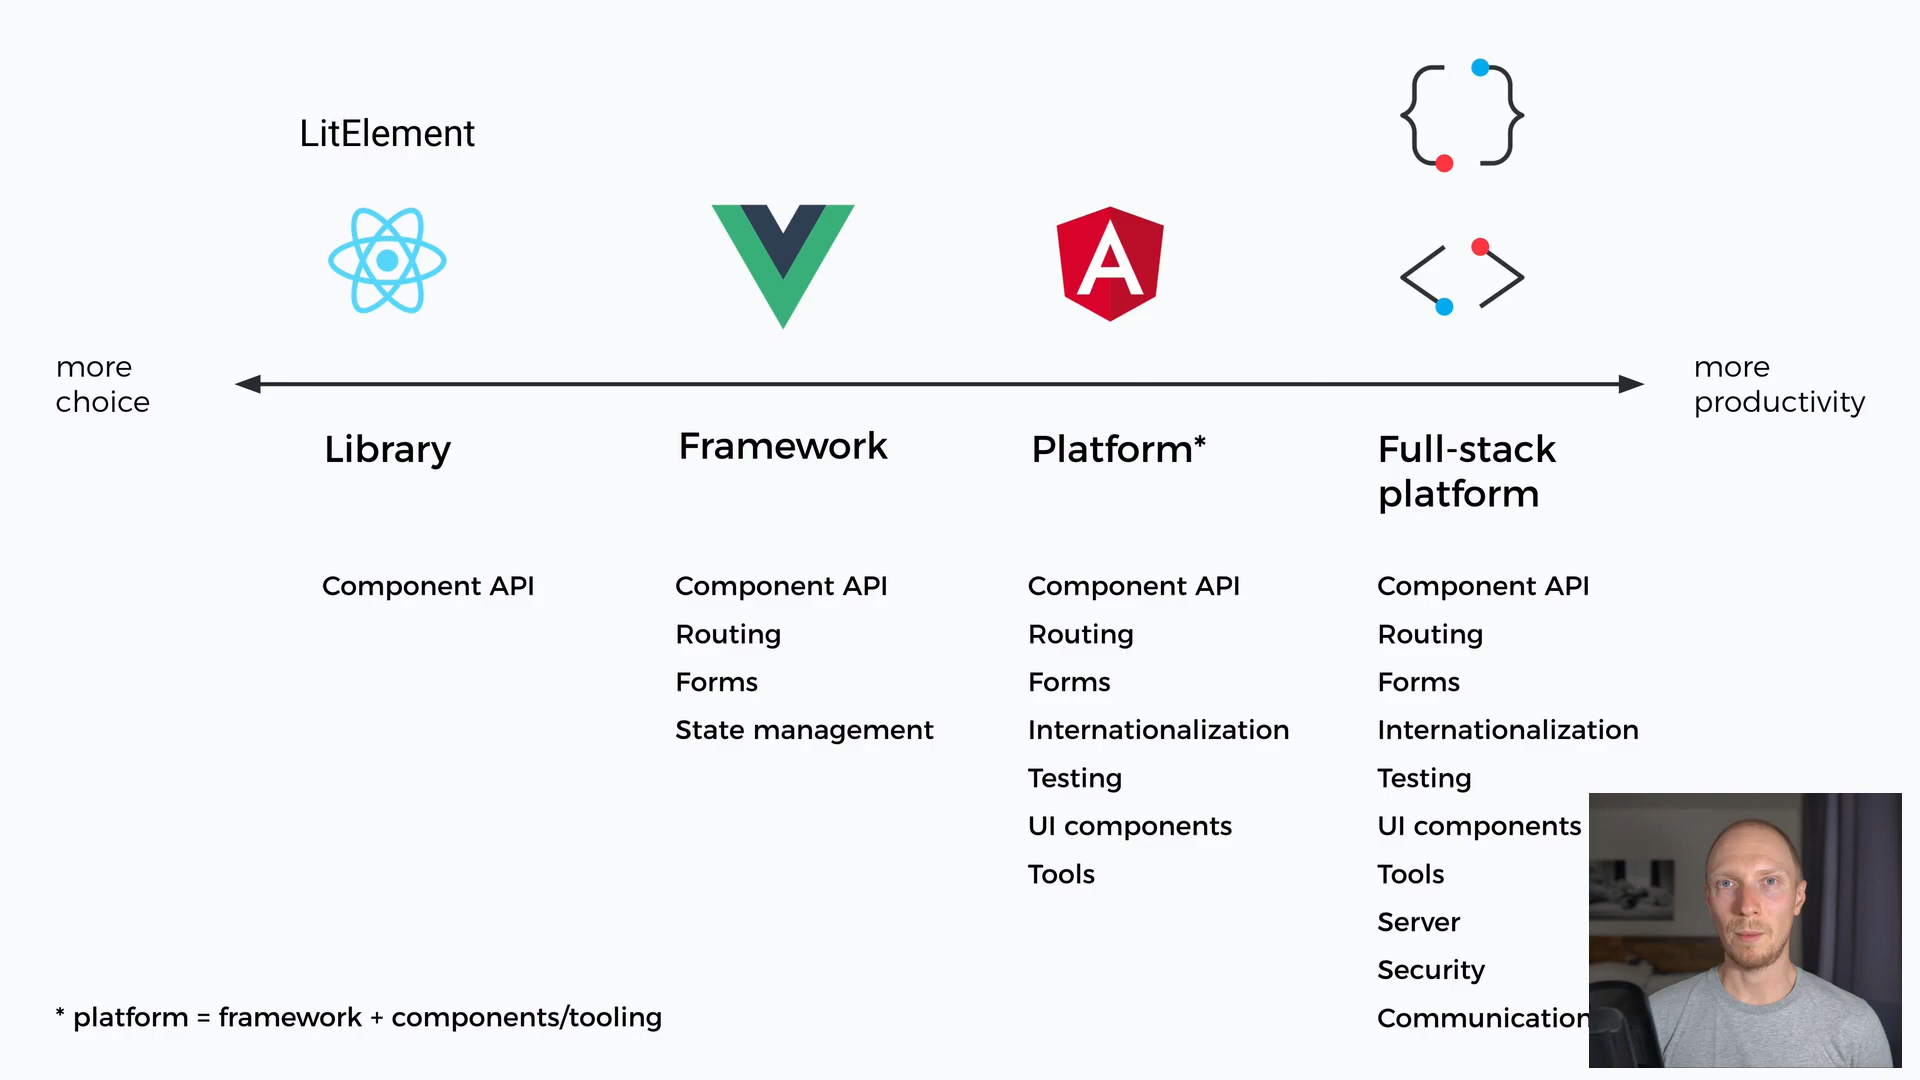 LitElement
more
choice
more
productivity
Library
Framework
Platform*
Full-stack
platform
Component API
Component API
Routing
Forms
State management
Component API
Routing
Forms
Internationalization
Testing
UI components
Tools
Component API
Routing
Forms
Internationalization
Testing
UI components
Tools
Server
Security
Communication
* platform = framework + components/tooling